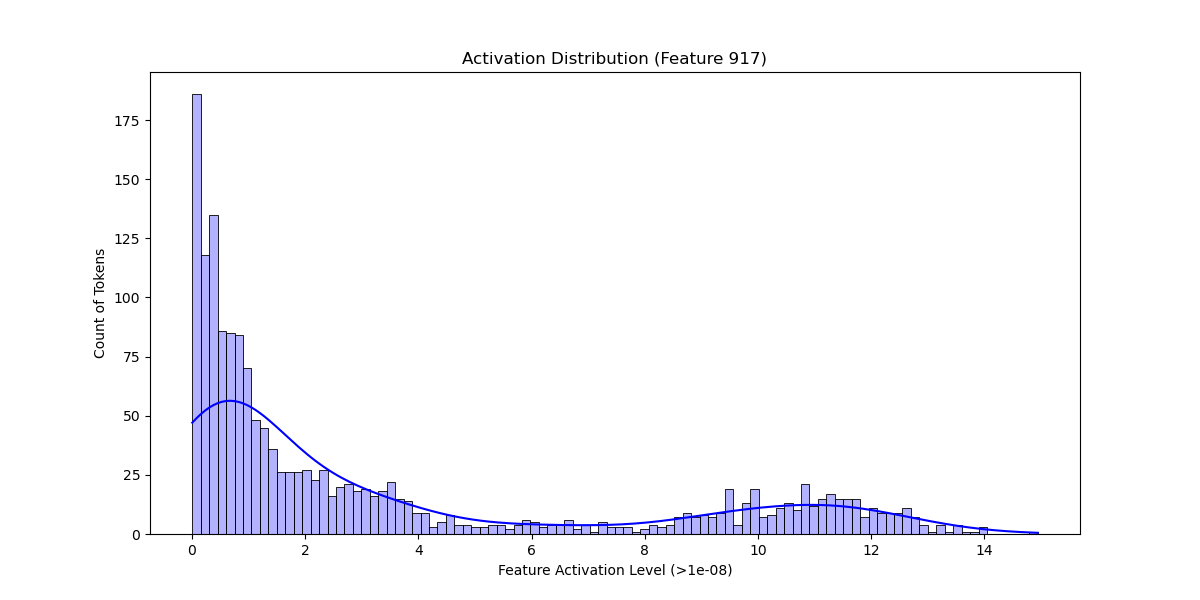 Activation Distribution (Feature 917)
Count of Tokens
175
150
125
100
75
50
25
0
0 2 4 6 8 10 12 14
Feature Activation Level (>1e-08)